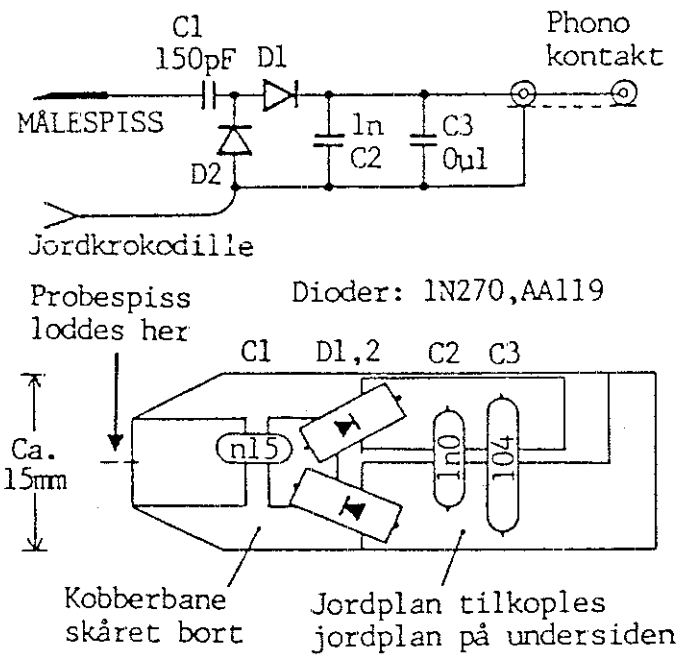 C1
150pF
D1
Phono
kontakt
MÅLESPISS
D2
1n
C2
C3
0u1
Jordkrokodille
Probespiss
loddes her
Dioder: 1N270,AA119
C1
D1,2
C2
C3
Ca.
15mm
n15
1n0
104
Kobberbane
skåret bort
Jordplan tilkoples
jordplan på undersiden